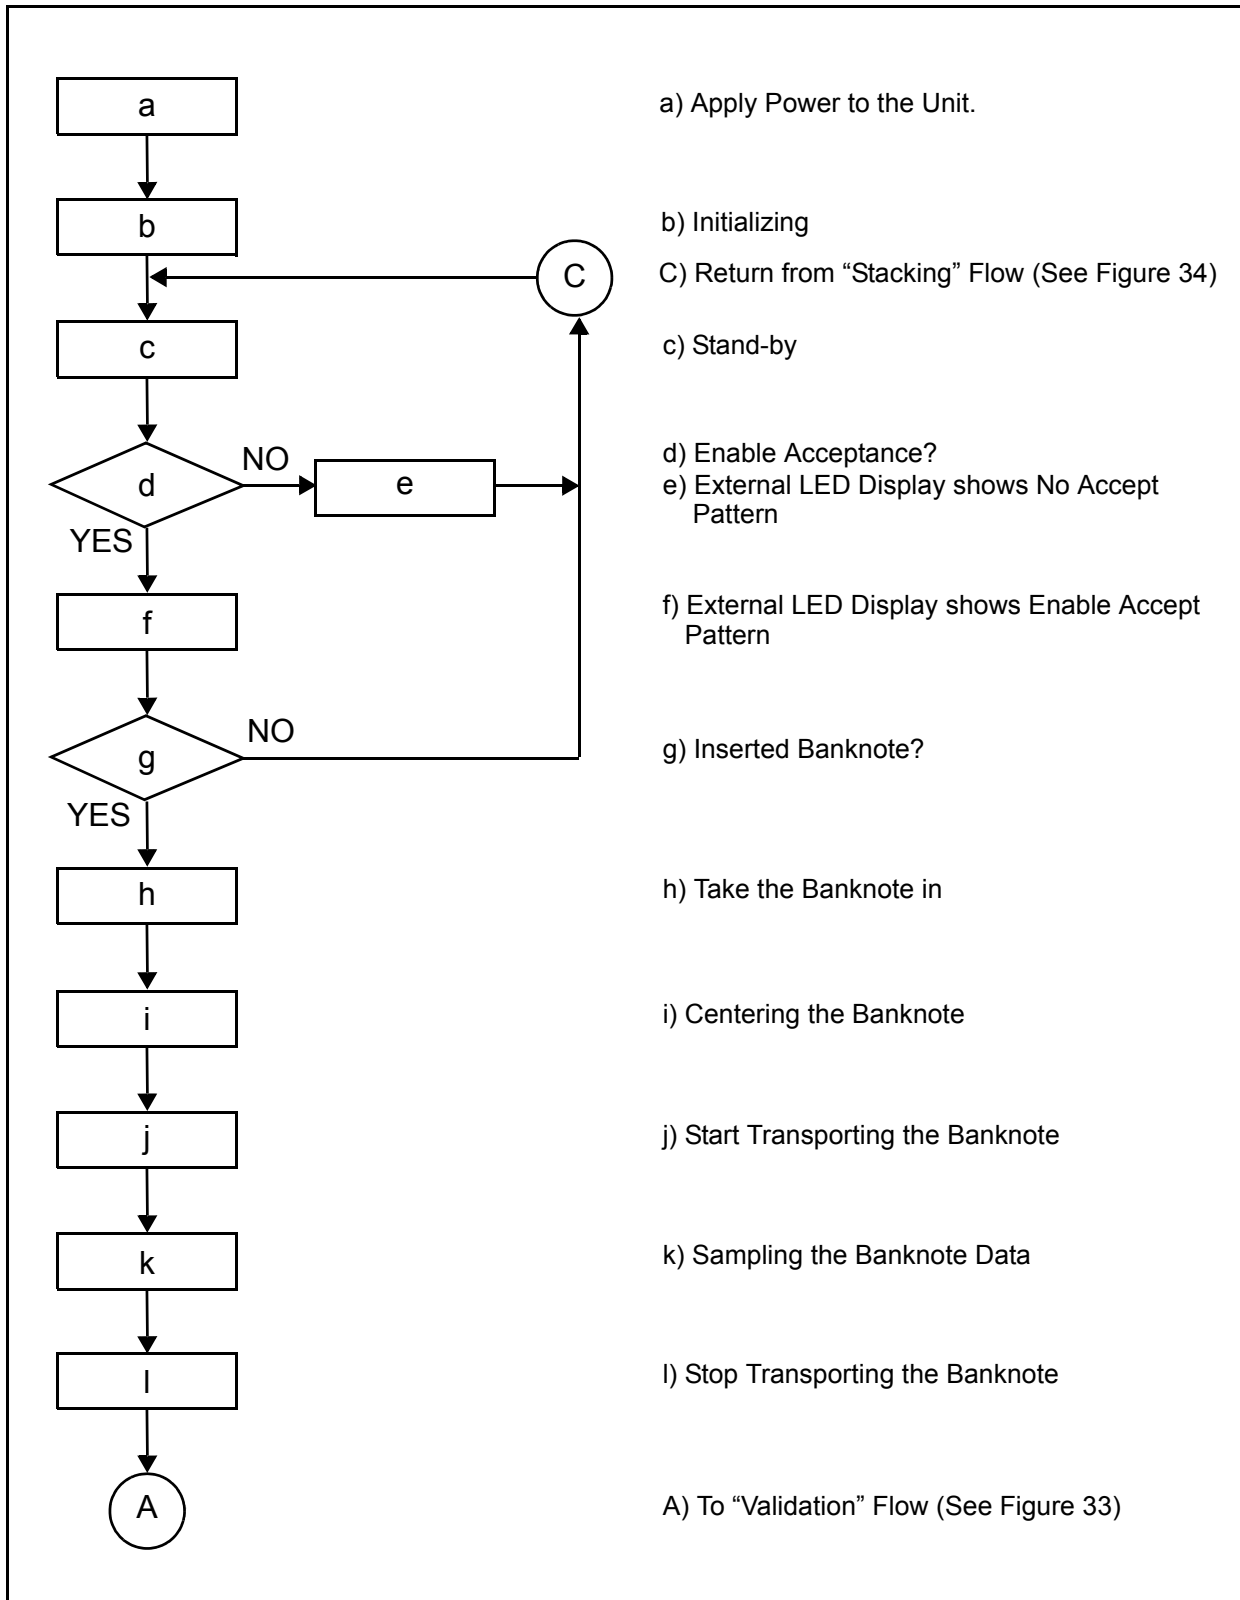 a
a) Apply Power to the Unit.
b
b) Initializing
C
C) Return from “Stacking” Flow (See Figure 34)
c
c) Stand-by
d
NO
YES
e
d) Enable Acceptance?
e) External LED Display shows No Accept
Pattern
f
f) External LED Display shows Enable Accept
Pattern
g
NO
YES
g) Inserted Banknote?
h
h) Take the Banknote in
i
i) Centering the Banknote
j
j) Start Transporting the Banknote
k
k) Sampling the Banknote Data
l
l) Stop Transporting the Banknote
A
A) To “Validation” Flow (See Figure 33)